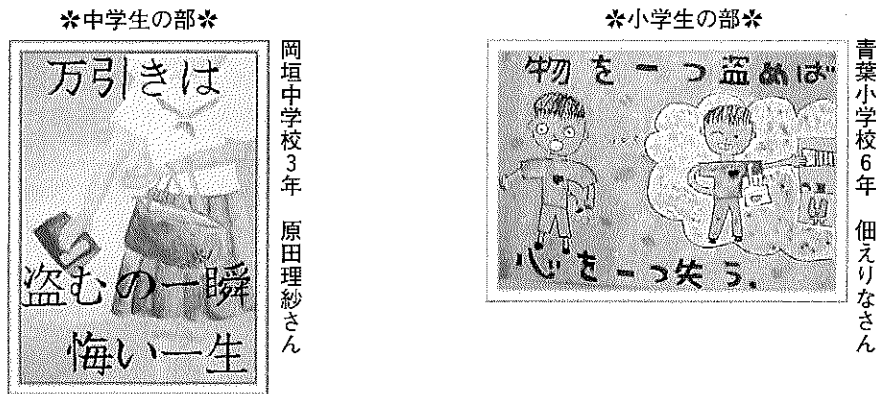 ✲中学生の部✲
万引きは
盗むの一瞬
悔い一生
岡垣中学校3年 原田理紗さん
✲小学生の部✲
物を一つ盗めば
心を一つ失う.
青葉小学校6年 佃えりなさん